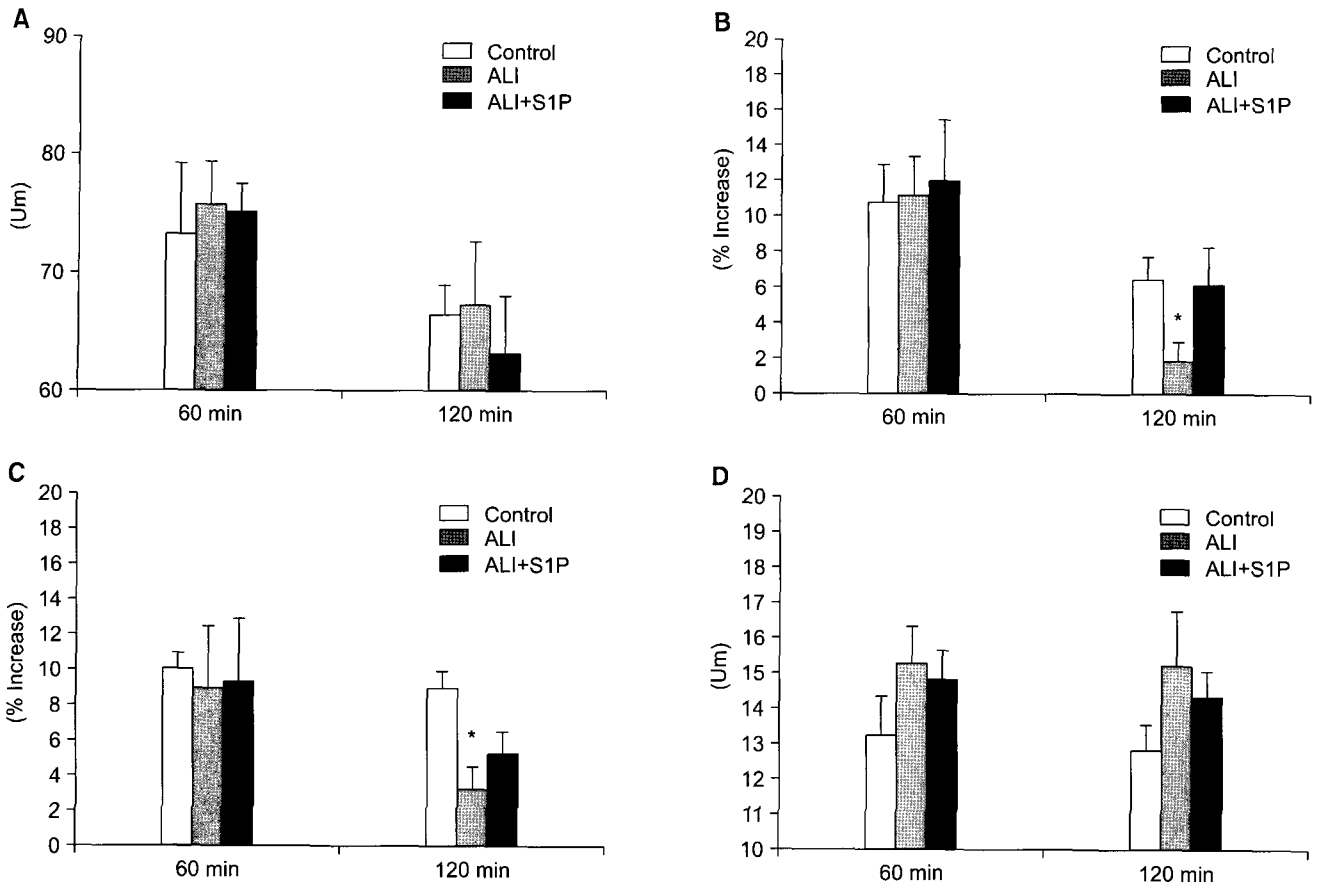 A
90
80
70
60
(Um)
Control
ALI
ALI+S1P
60 min
120 min
B
20
18
16
14
12
10
8
6
4
2
0
(% Increase)
Control
ALI
ALI+S1P
*
60 min
120 min
C
20
18
16
14
12
10
8
6
4
2
0
(% Increase)
Control
ALI
ALI+S1P
*
60 min
120 min
D
20
19
18
17
16
15
14
13
12
11
10
(Um)
Control
ALI
ALI+S1P
60 min
120 min